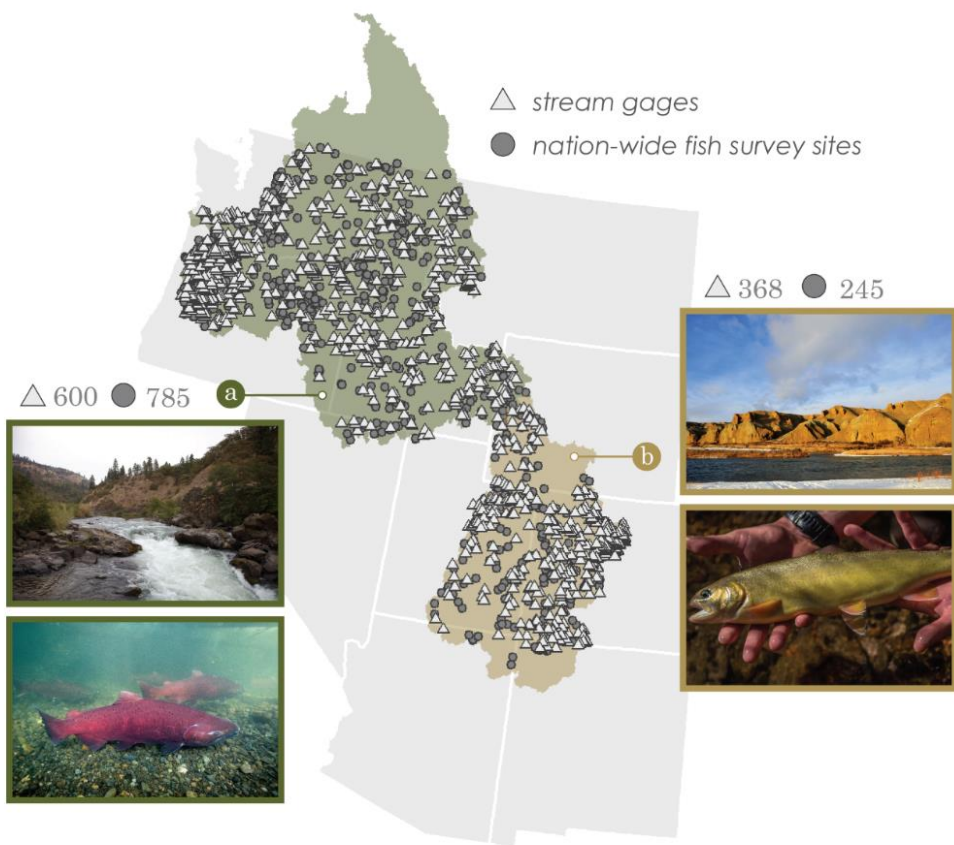 stream gages
nation-wide fish survey sites
368 245
600 785
a
b